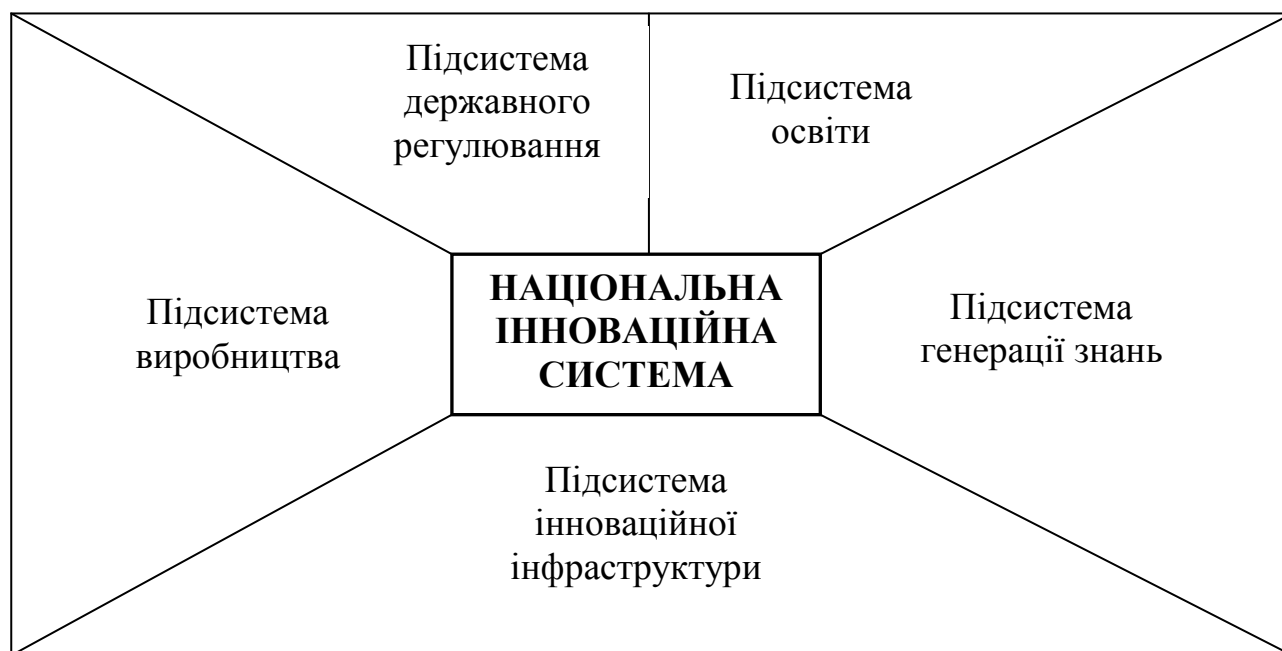 Підсистема
державного
регулювання
Підсистема
освіти
Підсистема
виробництва
НАЦІОНАЛЬНА
ІННОВАЦІЙНА
СИСТЕМА
Підсистема
генерації знань
Підсистема
інноваційної
інфраструктури